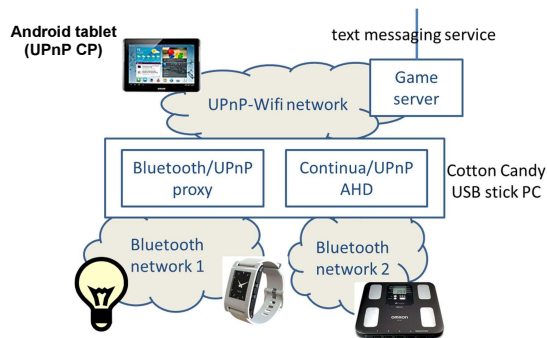 Android tablet
(UPnP CP)
text messaging service
Game
server
UPnP-Wifi network
Bluetooth/UPnP
proxy
Continua/UPnP
AHD
Cotton Candy
USB stick PC
Bluetooth
network 1
Bluetooth
network 2
OMRON